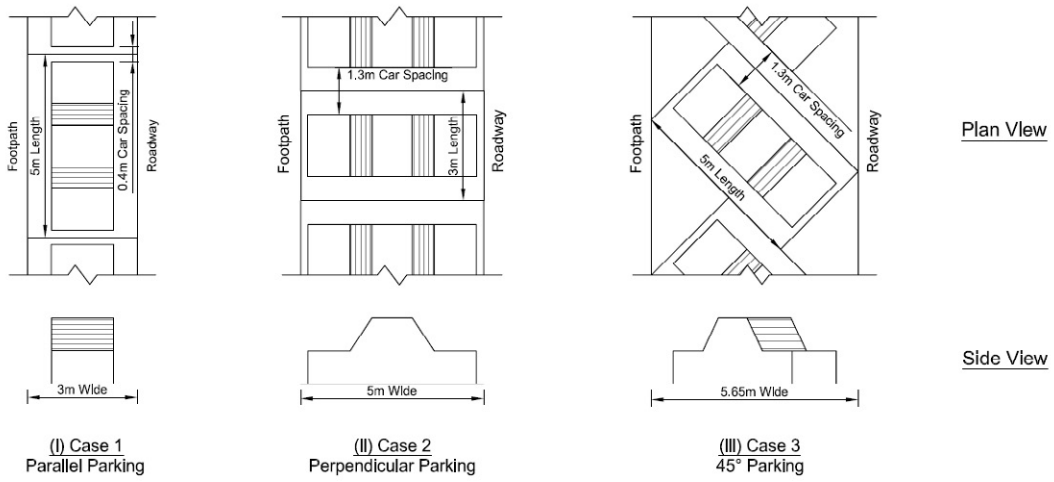 Footpath
5m Length
0.4m Car Spacing
Roadway
3m Wide
(I) Case 1
Parallel Parking
Footpath
1.3m Car Spacing
3m Length
Roadway
5m Wide
(II) Case 2
Perpendicular Parking
Footpath
1.3m Car Spacing
5m Length
Roadway
5.65m Wide
(III) Case 3
45° Parking
Plan View
Side View